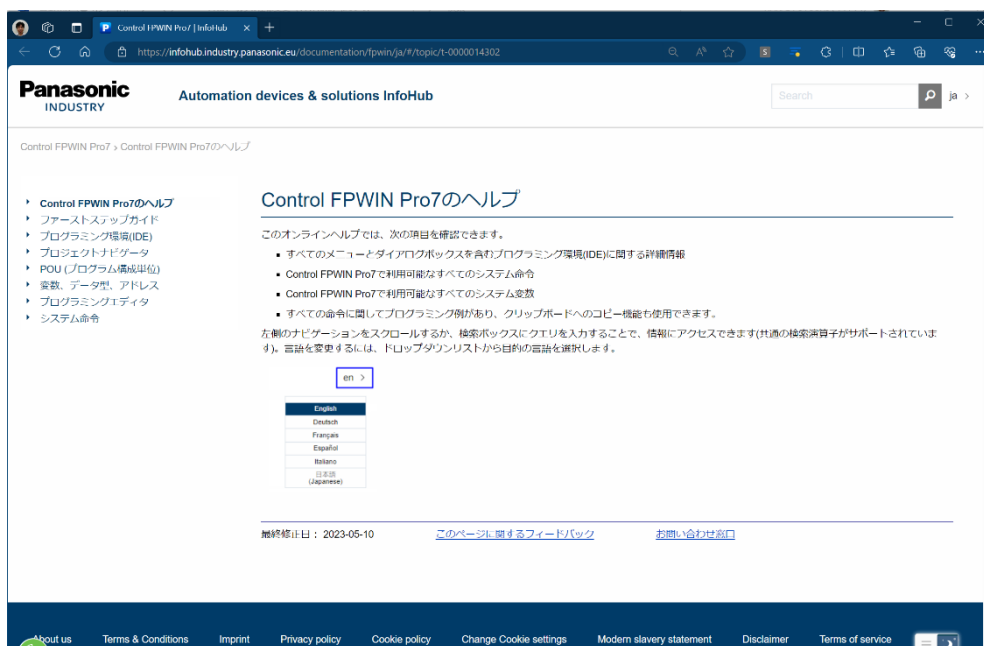 Control FPWIN Pro7 | InfoHub
https://infohub.industry.panasonic.eu/documentation/fpwin/ja/#/topic/t-0000014302
Panasonic
INDUSTRY
Automation devices & solutions InfoHub
Search
ja >
Control FPWIN Pro7 > Control FPWIN Pro7のヘルプ
Control FPWIN Pro7のヘルプ
ファーストステップガイド
プログラミング環境(IDE)
プロジェクトナビゲータ
POU (プログラム構成単位)
変数、データ型、アドレス
プログラミングエディタ
システム命令
Control FPWIN Pro7のヘルプ
このオンラインヘルプでは、次の項目を確認できます。
▪ すべてのメニューとダイアログボックスを含むプログラミング環境(IDE)に関する詳細情報
▪ Control FPWIN Pro7で利用可能なすべてのシステム命令
▪ Control FPWIN Pro7で利用可能なすべてのシステム変数
▪ すべての命令に関してプログラミング例があり、クリップボードへのコピー機能も使用できます。
左側のナビゲーションをスクロールするか、検索ボックスにクエリを入力することで、情報にアクセスできます(共通の検索演算子がサポートされていま
す)。言語を変更するには、ドロップダウンリストから目的の言語を選択します。
en >
English
Deutsch
Français
Español
Italiano
日本語
(Japanese)
最終修正日： 2023-05-10 このページに関するフィードバック お問い合わせ窓口
About us Terms & Conditions Imprint Privacy policy Cookie policy Change Cookie settings Modern slavery statement Disclaimer Terms of service